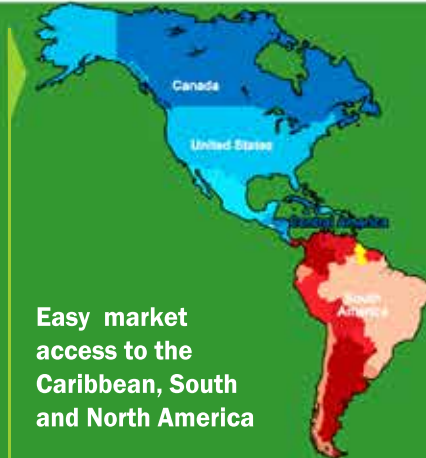 Canada
United States
Central America
South
America
Easy market
access to the
Caribbean, South
and North America